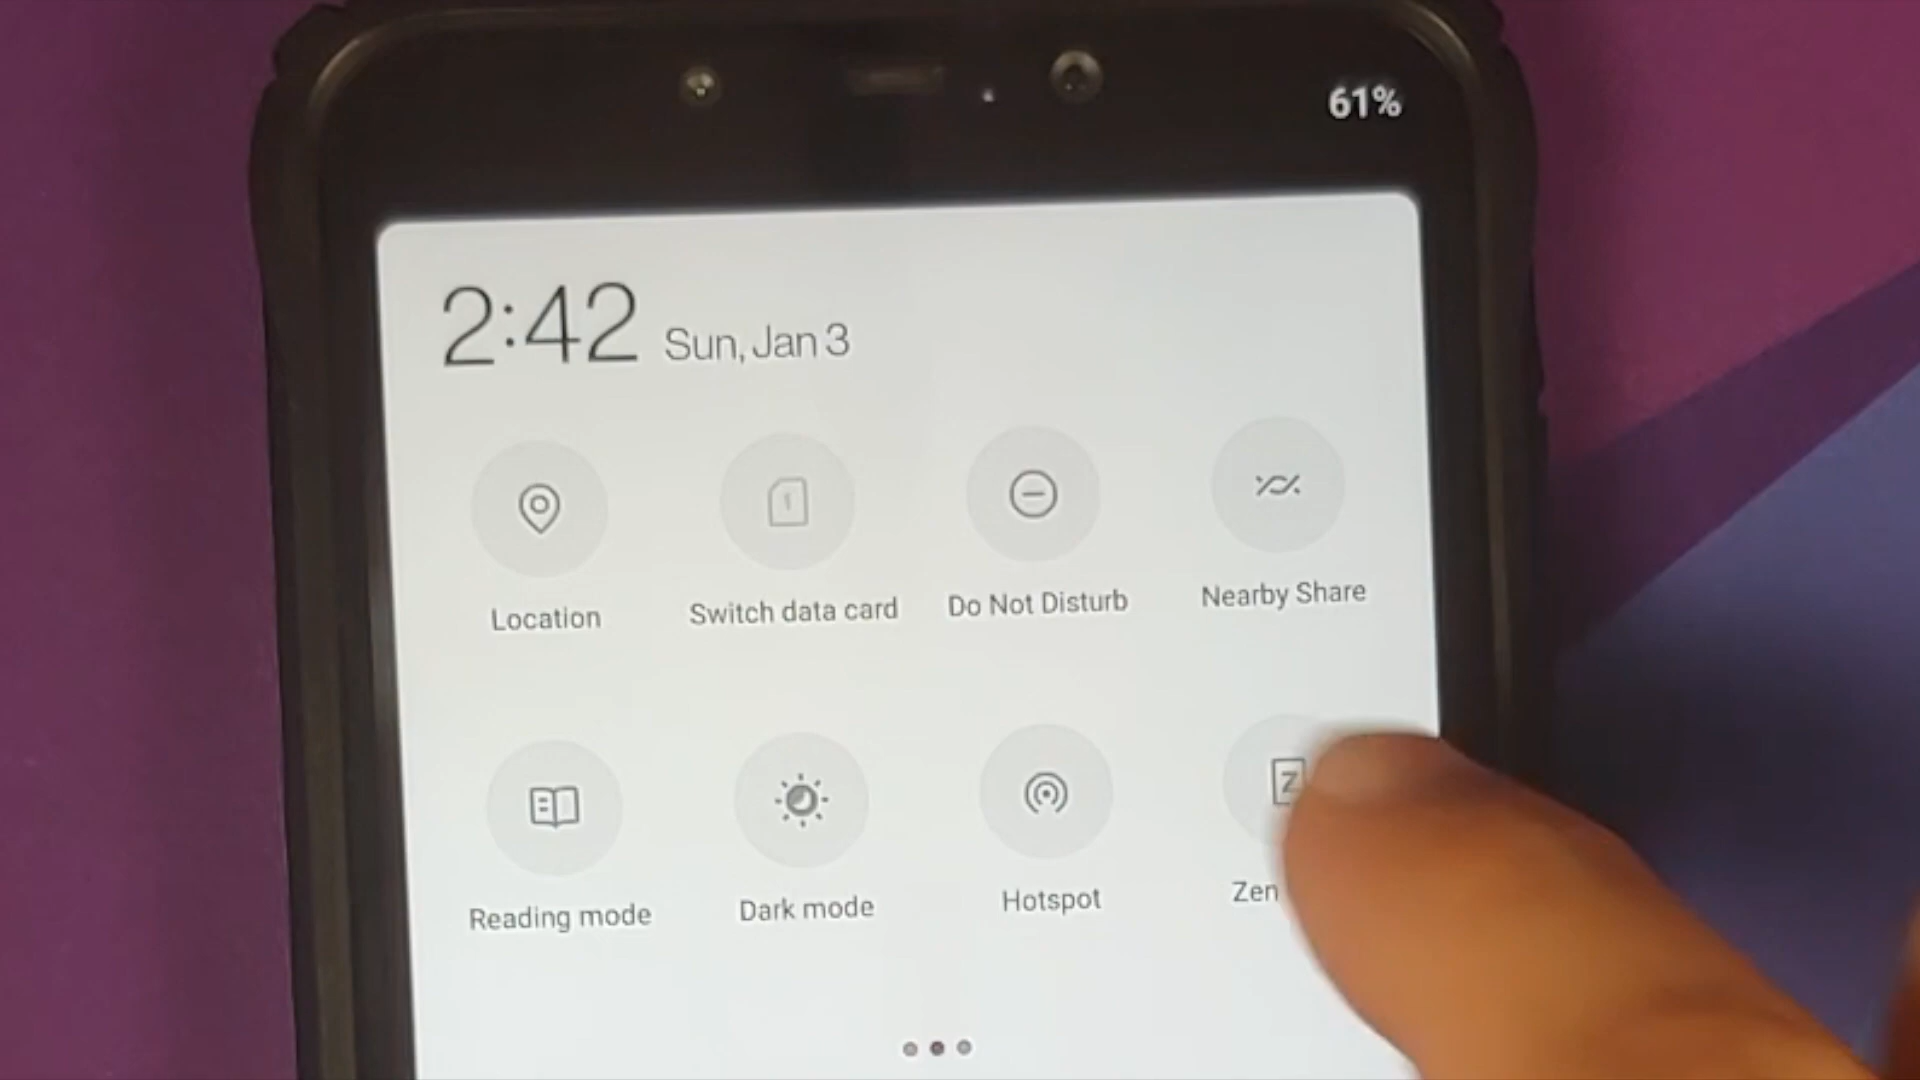 61%
2:42 Sun, Jan 3
1
Location
Switch data card
Do Not Disturb
Nearby Share
Z
Reading mode
Dark mode
Hotspot
Zen